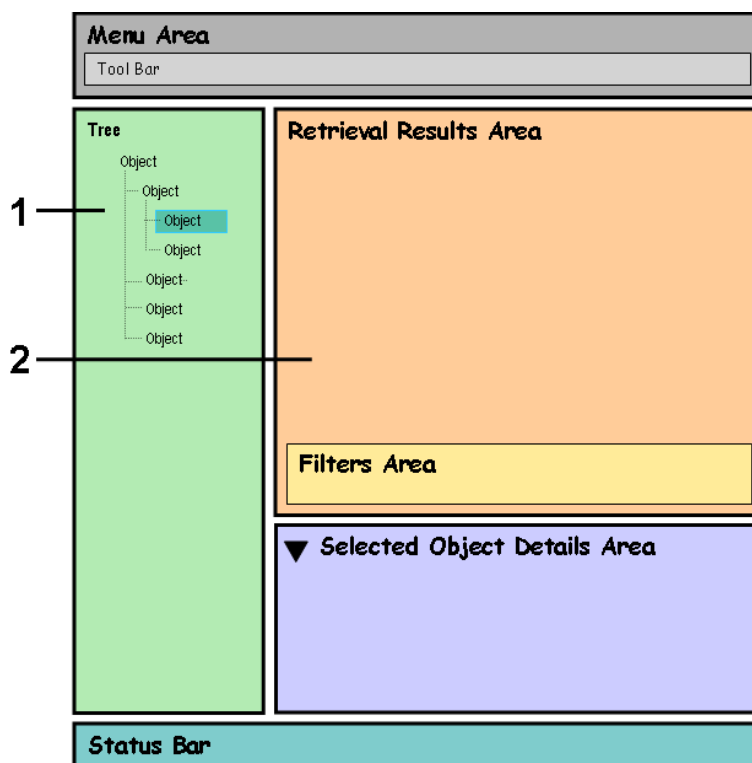 Menu Area
Tool Bar
Tree
Object
Object
Object
Object
Object
Object
Object
1
2
Retrieval Results Area
Filters Area
Selected Object Details Area
Status Bar